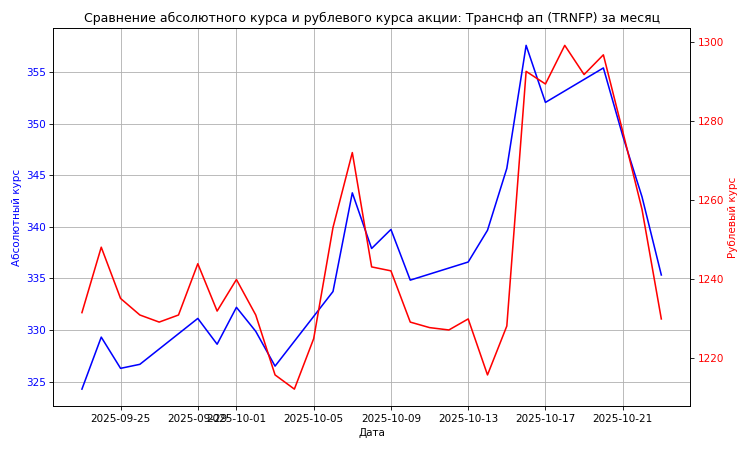 Сравнение абсолютного курса и рублевого курса акции: Транснф ап (TRNFP) за месяц
Абсолютный курс
355
350
345
340
335
330
325
1300
1280
1260
1240
1220
Рублевый курс
2025-09-25 2025-09-29 2025-10-01 2025-10-05 2025-10-09 2025-10-13 2025-10-17 2025-10-21
Дата